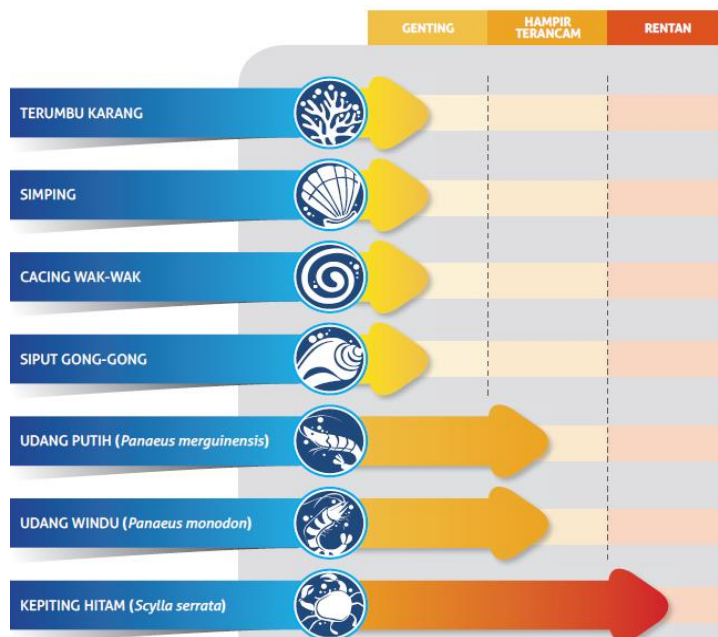 GENTING
HAMPIR
TERANCAM
RENTAN
TERUMBU KARANG
SIMPING
CACING WAK-WAK
SIPUT GONG-GONG
UDANG PUTIH (Panaeus merguinensis)
UDANG WINDU (Panaeus monodon)
KEPITING HITAM (Scylla serrata)